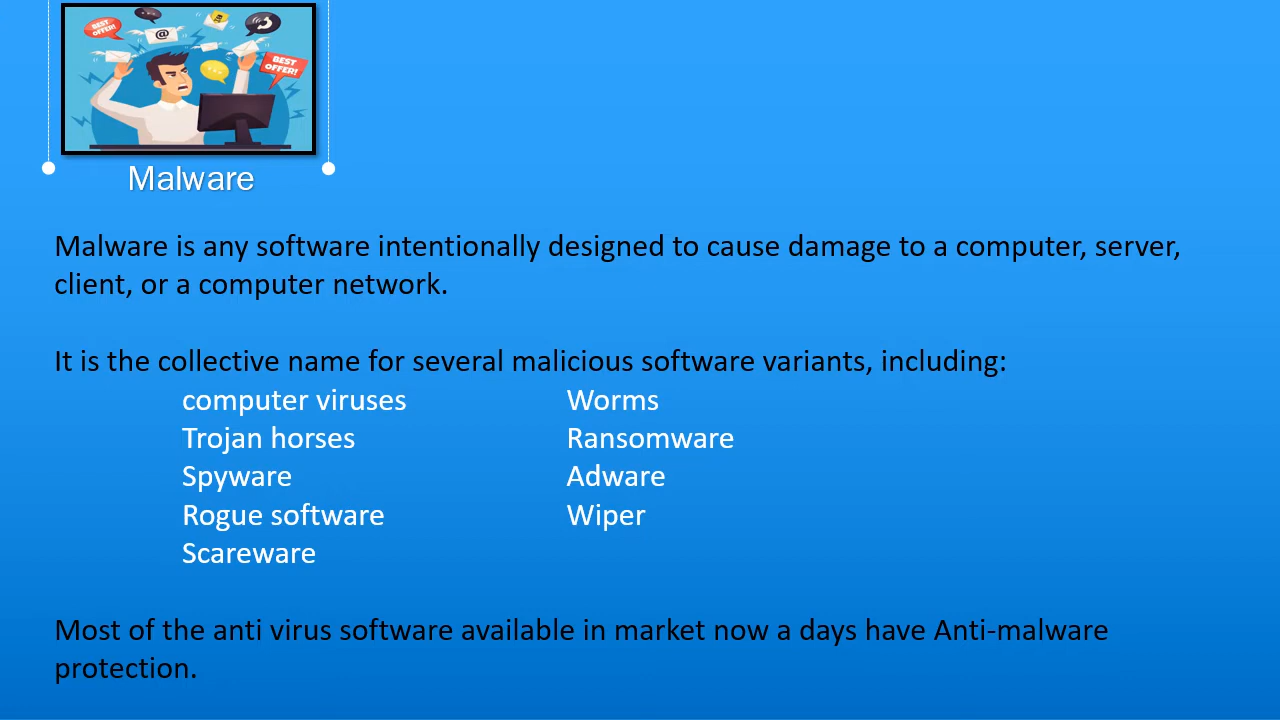 BEST OFFER!
@
BEST OFFER!
Malware
Malware is any software intentionally designed to cause damage to a computer, server,
client, or a computer network.
It is the collective name for several malicious software variants, including:
computer viruses Worms
Trojan horses Ransomware
Spyware Adware
Rogue software Wiper
Scareware
Most of the anti virus software available in market now a days have Anti-malware
protection.